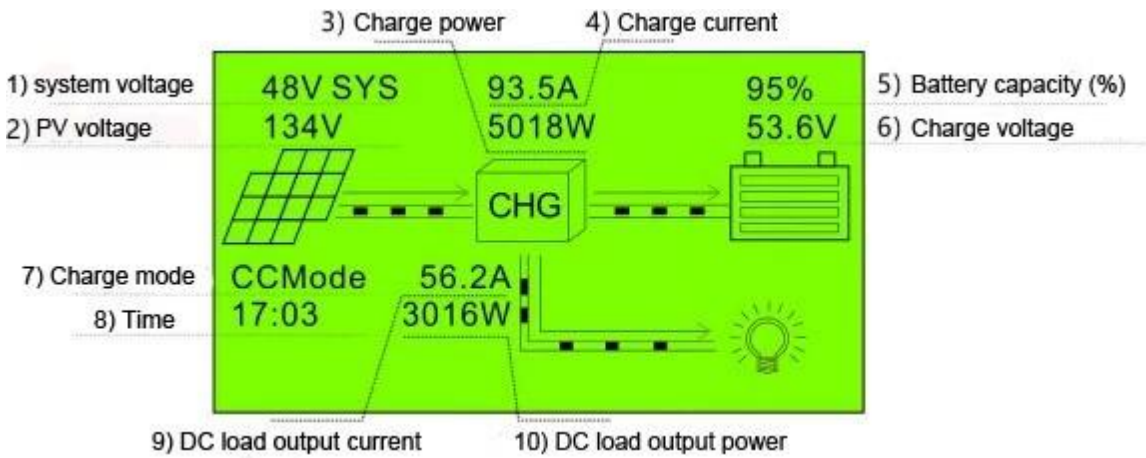 3) Charge power
4) Charge current
1) system voltage
48V SYS
93.5A
95%
5) Battery capacity (%)
2) PV voltage
134V
5018W
53.6V
6) Charge voltage
CHG
7) Charge mode
CCMode
56.2A
8) Time
17:03
3016W
9) DC load output current
10) DC load output power